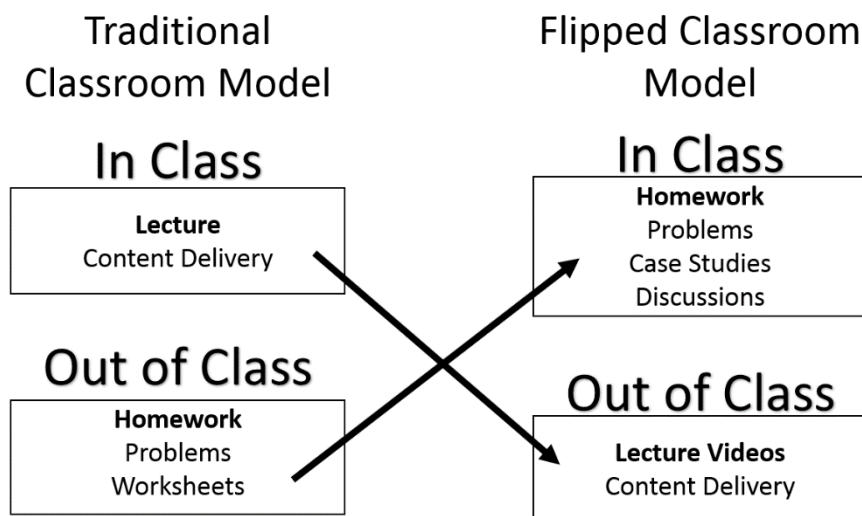 Traditional
Classroom Model
In Class
Lecture
Content Delivery
Out of Class
Homework
Problems
Worksheets
Flipped Classroom
Model
In Class
Homework
Problems
Case Studies
Discussions
Out of Class
Lecture Videos
Content Delivery